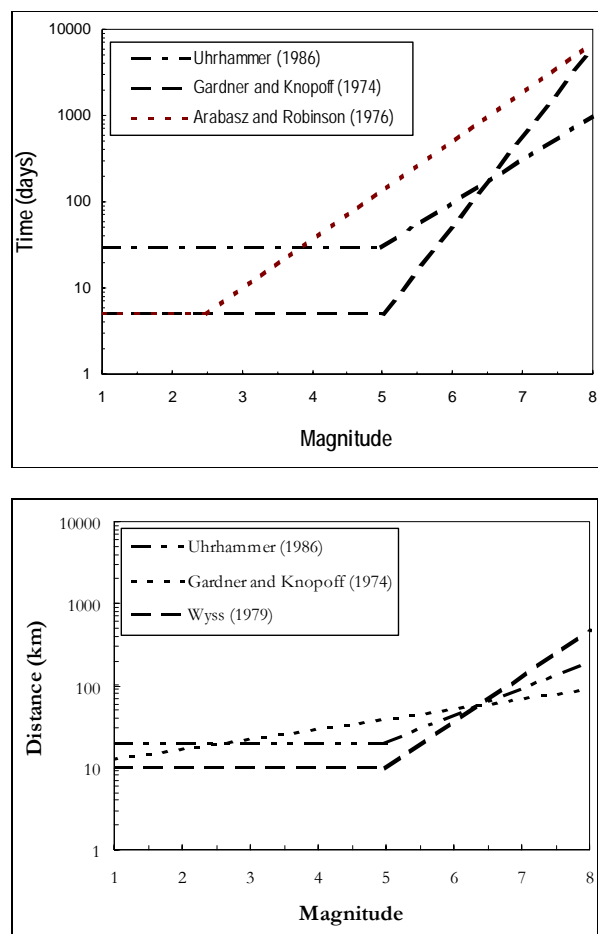 10000
Uhrhammer (1986)
Gardner and Knopoff (1974)
Arabasz and Robinson (1976)
1000
100
10
1
Time (days)
1 2 3 4 5 6 7 8
Magnitude
10000
Uhrhammer (1986)
Gardner and Knopoff (1974)
Wyss (1979)
1000
100
10
1
Distance (km)
1 2 3 4 5 6 7 8
Magnitude